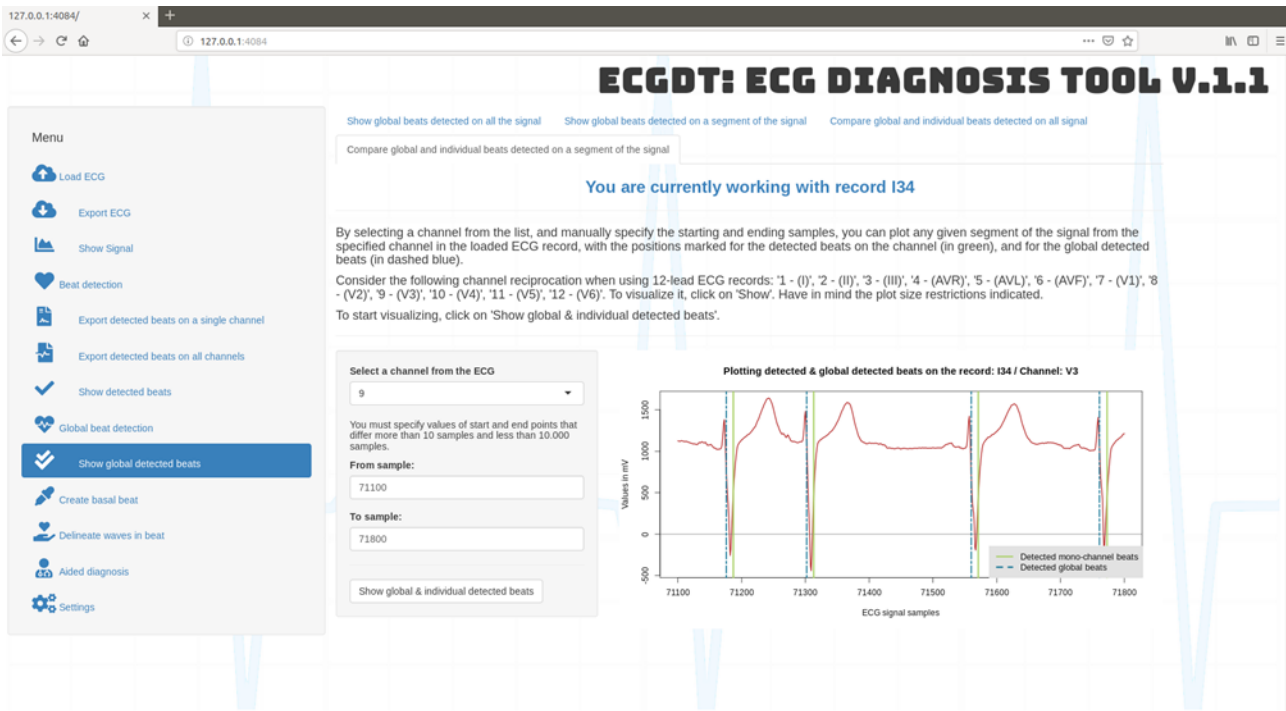 127.0.0.1:4084/
127.0.0.1:4084
ECGDT: ECG DIAGNOSIS TOOL V.1.1
Menu
Load ECG
Export ECG
Show Signal
Beat detection
Export detected beats on a single channel
Export detected beats on all channels
Show detected beats
Global beat detection
Show global detected beats
Create basal beat
Delineate waves in beat
Aided diagnosis
Settings
Show global beats detected on all the signal Show global beats detected on a segment of the signal Compare global and individual beats detected on all signal
Compare global and individual beats detected on a segment of the signal
You are currently working with record I34
By selecting a channel from the list, and manually specify the starting and ending samples, you can plot any given segment of the signal from the
specified channel in the loaded ECG record, with the positions marked for the detected beats on the channel (in green), and for the global detected
beats (in dashed blue).
Consider the following channel reciprocation when using 12-lead ECG records: '1 - (I)', '2 - (II)', '3 - (III)', '4 - (AVR)', '5 - (AVL)', '6 - (AVF)', '7 - (V1)', '8
- (V2)', '9 - (V3)', '10 - (V4)', '11 - (V5)', '12 - (V6)'. To visualize it, click on 'Show'. Have in mind the plot size restrictions indicated.
To start visualizing, click on 'Show global & individual detected beats'.
Select a channel from the ECG
9
You must specify values of start and end points that
differ more than 10 samples and less than 10.000
samples.
From sample:
71100
To sample:
71800
Show global & individual detected beats
Plotting detected & global detected beats on the record: I34 / Channel: V3
Values in mV
1500
1000
500
0
-500
Detected mono-channel beats
Detected global beats
71100 71200 71300 71400 71500 71600 71700 71800
ECG signal samples